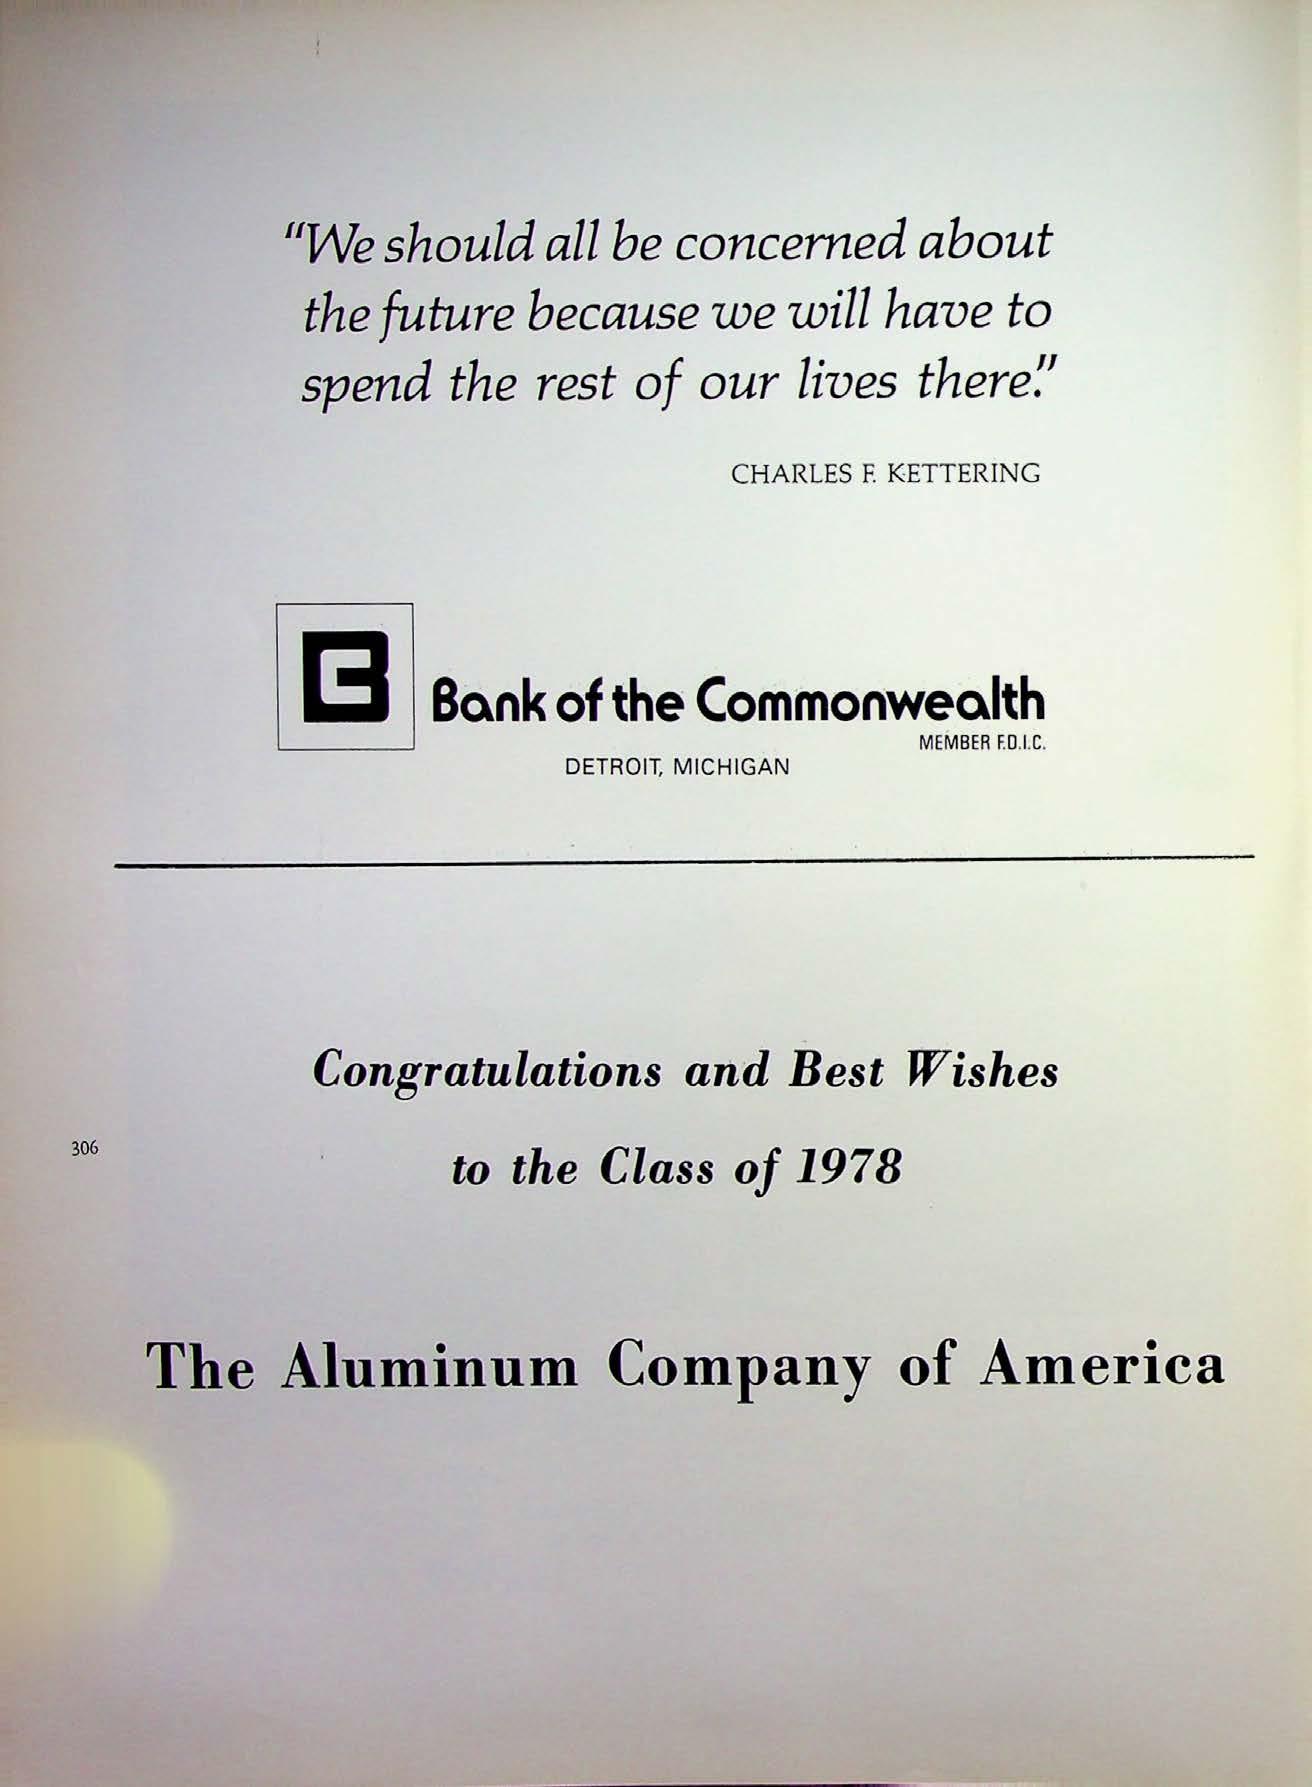 "We should all be concerned about
the future because we will have to
spend the rest of our lives there."
CHARLES F. KETTERING
B
Bank of the Commonwealth
MEMBER F.D.I.C.
DETROIT, MICHIGAN
Congratulations and Best Wishes
306
to the Class of 1978
The Aluminum Company of America